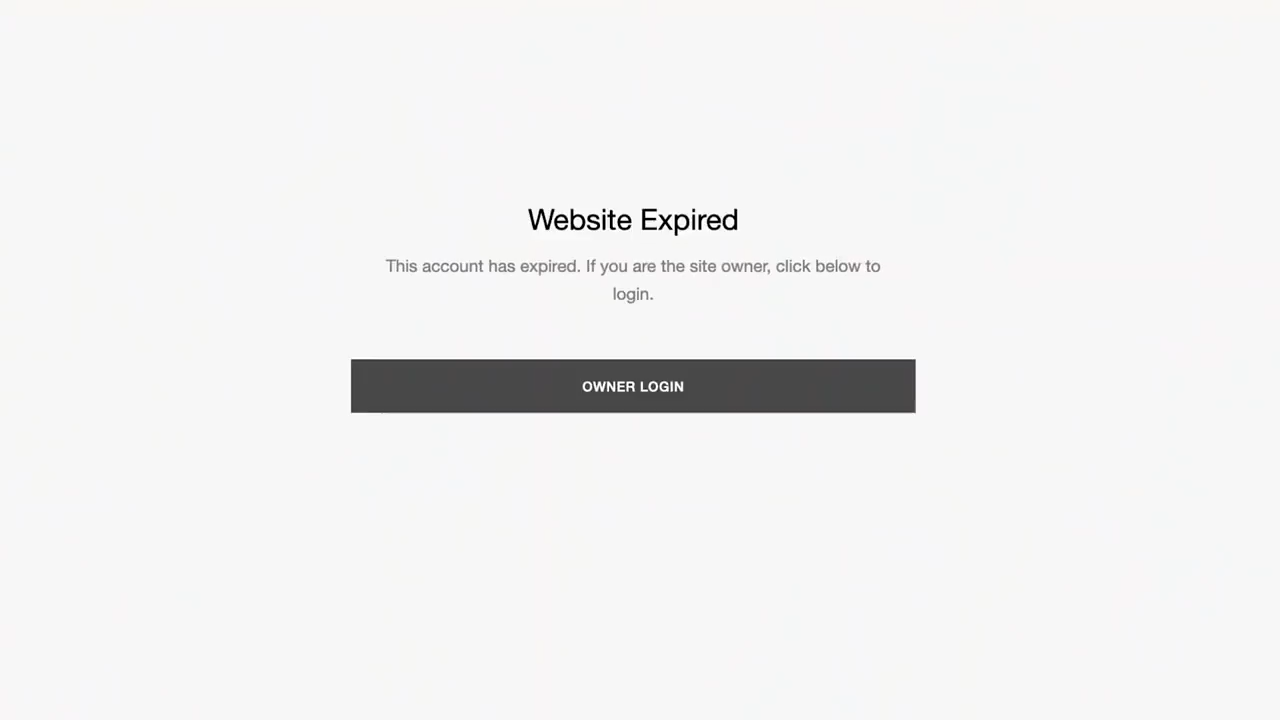 Website Expired
This account has expired. If you are the site owner, click below to
login.
OWNER LOGIN